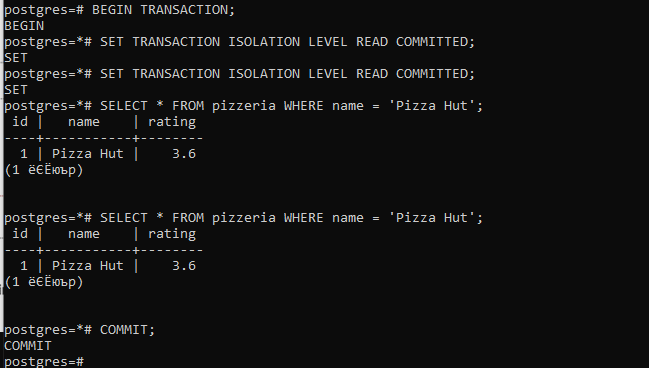 postgres=# BEGIN TRANSACTION;
BEGIN
postgres=*# SET TRANSACTION ISOLATION LEVEL READ COMMITTED;
SET
postgres=*# SET TRANSACTION ISOLATION LEVEL READ COMMITTED;
SET
postgres=*# SELECT * FROM pizzeria WHERE name = 'Pizza Hut';
 id |   name    | rating
----+-----------+--------
  1 | Pizza Hut |    3.6
(1 ёЄЁюър)
postgres=*# SELECT * FROM pizzeria WHERE name = 'Pizza Hut';
 id |   name    | rating
----+-----------+--------
  1 | Pizza Hut |    3.6
(1 ёЄЁюър)
postgres=*# COMMIT;
COMMIT
postgres=#